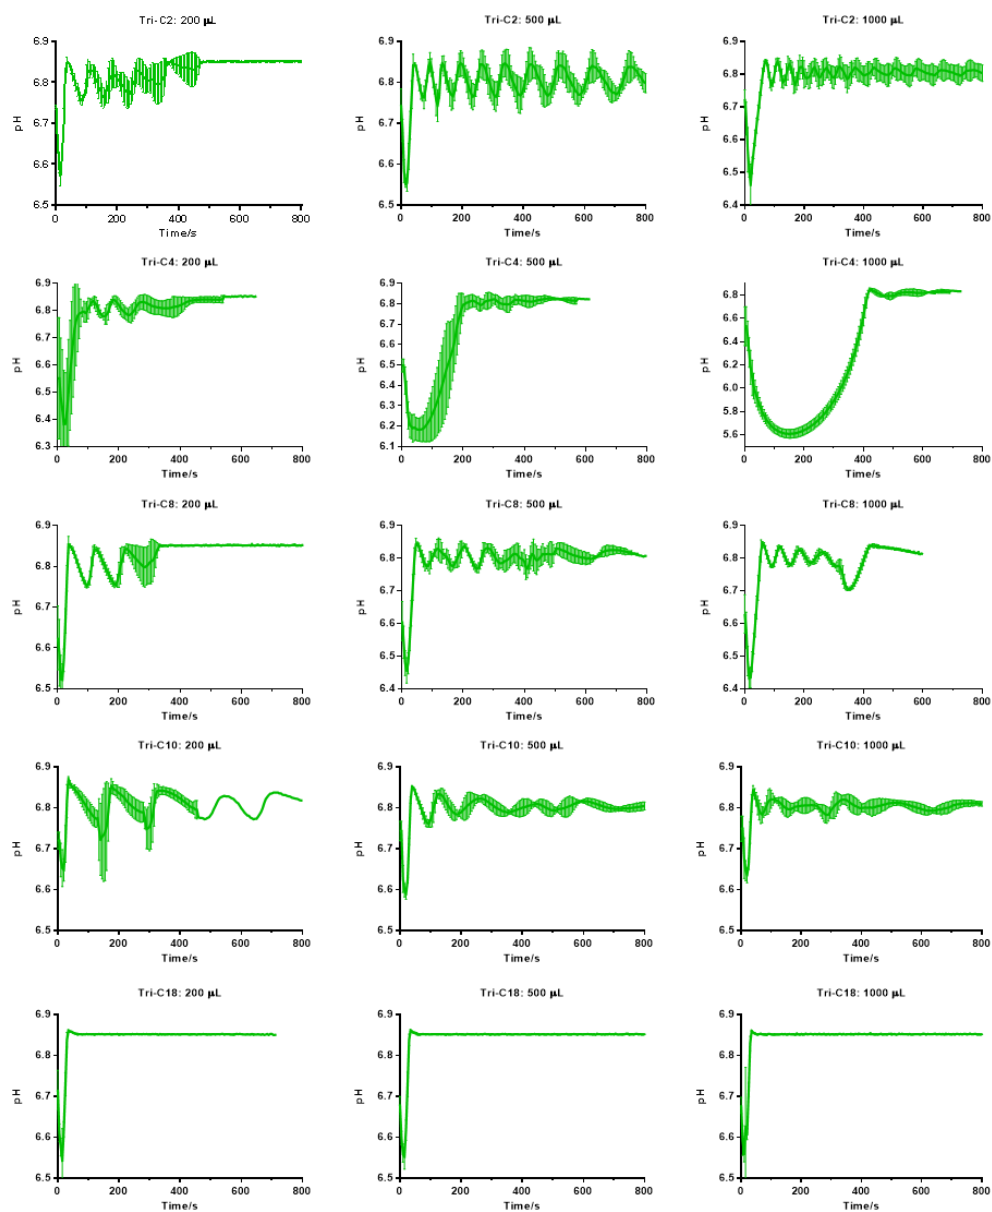 Tri-C2: 200 µL
Tri-C2: 500 µL
Tri-C2: 1000 µL
6.9
6.8
6.7
6.6
6.5
pH
0 200 400 600 800
Time/s
6.9
6.8
6.7
6.6
6.5
pH
0 200 400 600 800
Time/s
6.9
6.8
6.7
6.6
6.5
6.4
pH
0 200 400 600 800
Time/s
Tri-C4: 200 µL
Tri-C4: 500 µL
Tri-C4: 1000 µL
6.9
6.8
6.7
6.6
6.5
6.4
6.3
pH
0 200 400 600 800
Time/s
6.9
6.8
6.7
6.6
6.5
6.4
6.3
6.2
6.1
pH
0 200 400 600 800
Time/s
6.8
6.6
6.4
6.2
6.0
5.8
5.6
pH
0 200 400 600 800
Time/s
Tri-C8: 200 µL
Tri-C8: 500 µL
Tri-C8: 1000 µL
6.9
6.8
6.7
6.6
6.5
pH
0 200 400 600 800
Time/s
6.9
6.8
6.7
6.6
6.5
6.4
pH
0 200 400 600 800
Time/s
6.9
6.8
6.7
6.6
6.5
6.4
pH
0 200 400 600 800
Time/s
Tri-C10: 200 µL
Tri-C10: 500 µL
Tri-C10: 1000 µL
6.9
6.8
6.7
6.6
6.5
pH
0 200 400 600 800
Time/s
6.9
6.8
6.7
6.6
6.5
pH
0 200 400 600 800
Time/s
6.9
6.8
6.7
6.6
6.5
pH
0 200 400 600 800
Time/s
Tri-C18: 200 µL
Tri-C18: 500 µL
Tri-C18: 1000 µL
6.9
6.8
6.7
6.6
6.5
pH
0 200 400 600 800
Time/s
6.9
6.8
6.7
6.6
6.5
pH
0 200 400 600 800
Time/s
6.9
6.8
6.7
6.6
6.5
pH
0 200 400 600 800
Time/s